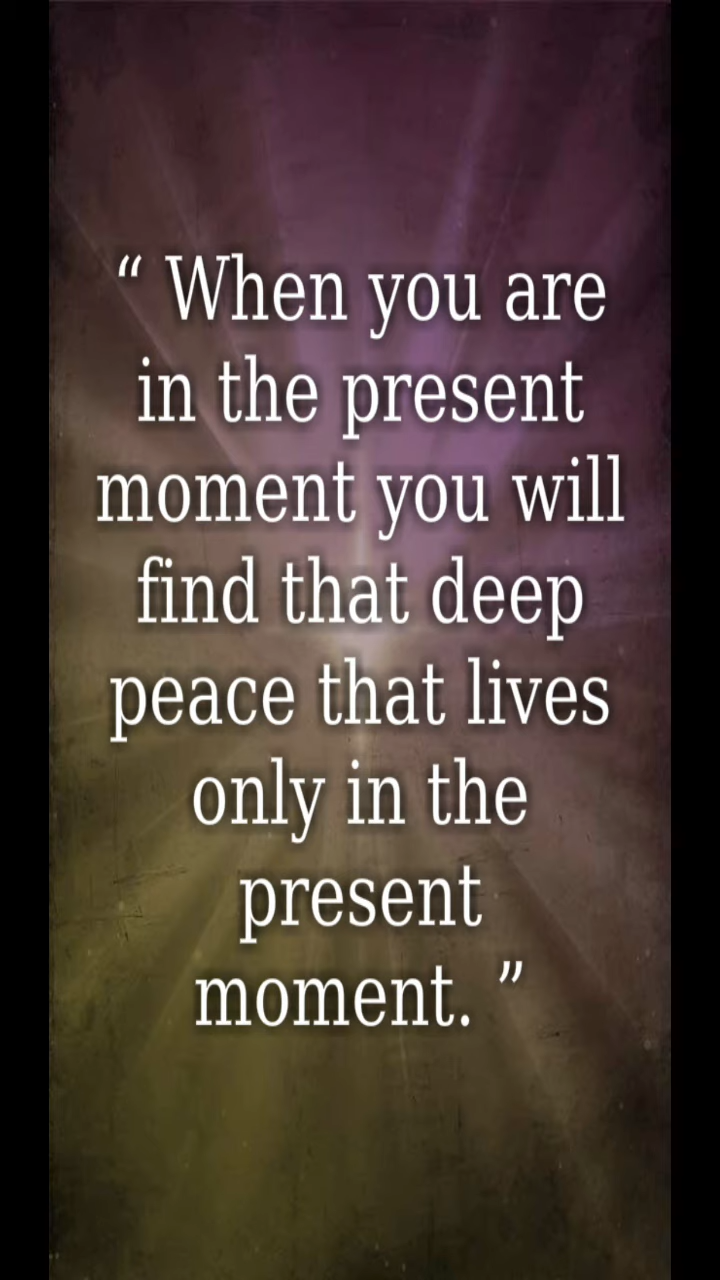 “ When you are
in the present
moment you will
find that deep
peace that lives
only in the
present
moment. ”